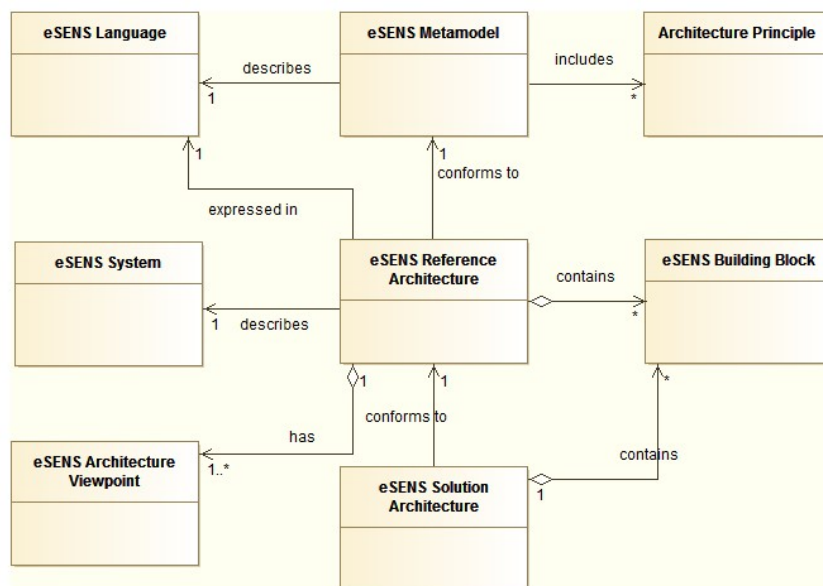 eSENS Language
eSENS Metamodel
Architecture Principle
describes
includes
1
*
1
1
conforms to
expressed in
eSENS System
eSENS Reference
Architecture
eSENS Building Block
contains
1
describes
*
1
1
*
conforms to
has
1..*
contains
eSENS Architecture
Viewpoint
eSENS Solution
Architecture
1